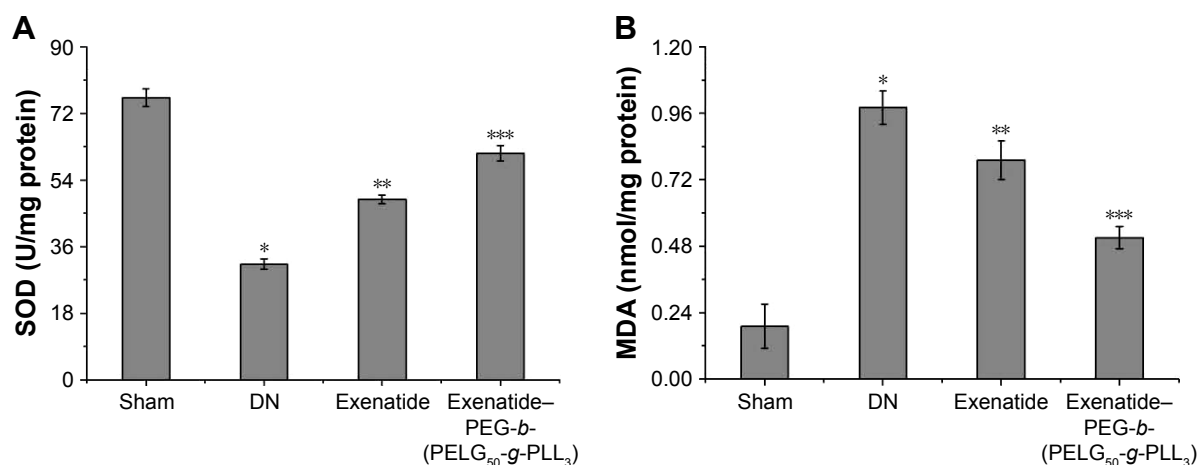 A
SOD (U/mg protein)
90
72
54
36
18
0
*
**
***
Sham
DN
Exenatide
Exenatide–
PEG-b-
(PELG₅₀-g-PLL₃)
B
MDA (nmol/mg protein)
1.20
0.96
0.72
0.48
0.24
0.00
*
**
***
Sham
DN
Exenatide
Exenatide–
PEG-b-
(PELG₅₀-g-PLL₃)